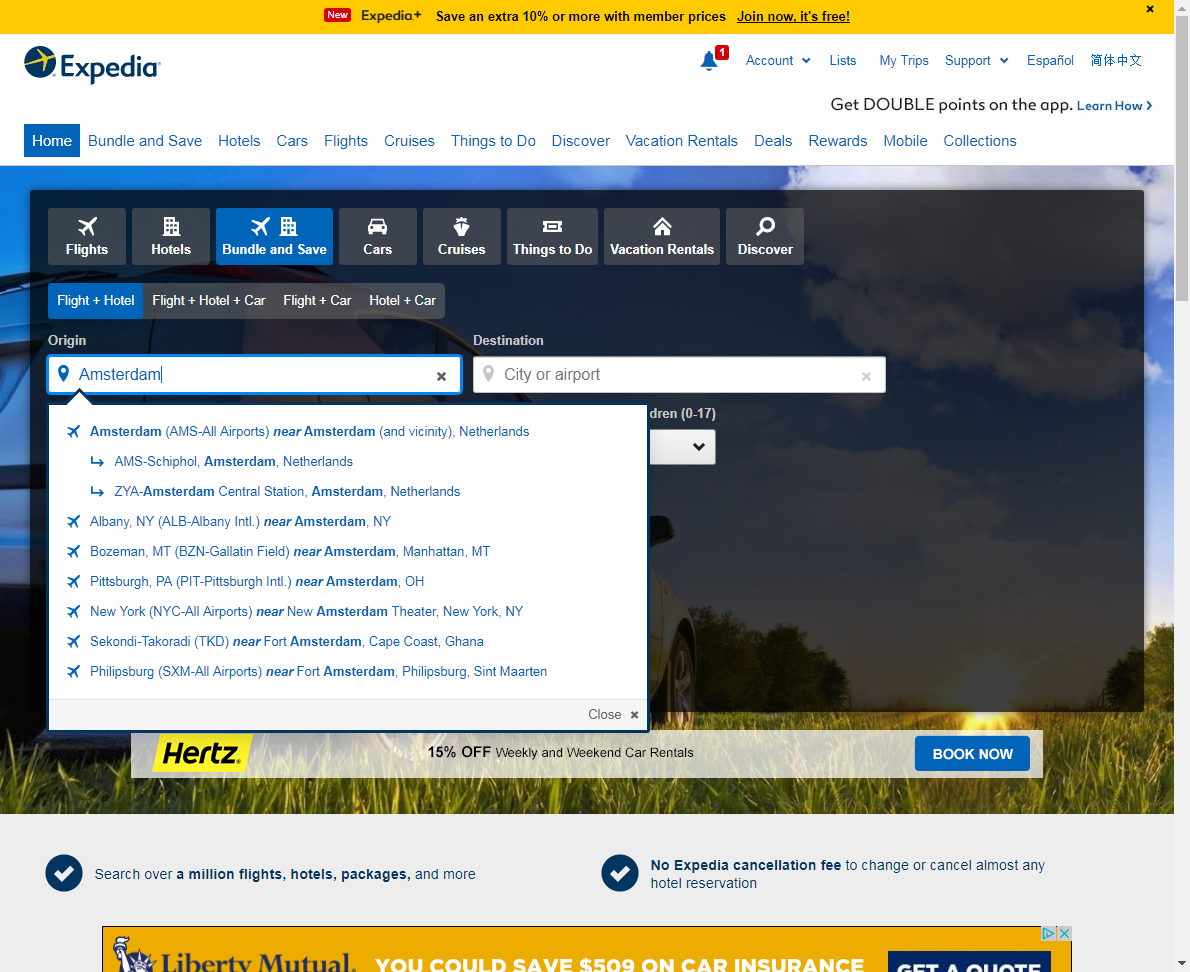 New Expedia+ Save an extra 10% or more with member prices Join now, it's free!
Expedia
1 Account Lists My Trips Support Español 简体中文
Get DOUBLE points on the app. Learn How
Home Bundle and Save Hotels Cars Flights Cruises Things to Do Discover Vacation Rentals Deals Rewards Mobile Collections
Flights Hotels Bundle and Save Cars Cruises Things to Do Vacation Rentals Discover
Flight + Hotel Flight + Hotel + Car Flight + Car Hotel + Car
Origin Destination
Amsterdam City or airport
dren (0-17)
Amsterdam (AMS-All Airports) near Amsterdam (and vicinity), Netherlands
AMS-Schiphol, Amsterdam, Netherlands
ZYA-Amsterdam Central Station, Amsterdam, Netherlands
Albany, NY (ALB-Albany Intl.) near Amsterdam, NY
Bozeman, MT (BZN-Gallatin Field) near Amsterdam, Manhattan, MT
Pittsburgh, PA (PIT-Pittsburgh Intl.) near Amsterdam, OH
New York (NYC-All Airports) near New Amsterdam Theater, New York, NY
Sekondi-Takoradi (TKD) near Fort Amsterdam, Cape Coast, Ghana
Philipsburg (SXM-All Airports) near Fort Amsterdam, Philipsburg, Sint Maarten
Close
Hertz. 15% OFF Weekly and Weekend Car Rentals BOOK NOW
Search over a million flights, hotels, packages, and more
No Expedia cancellation fee to change or cancel almost any
hotel reservation
Liberty Mutual. YOU COULD SAVE $509 ON CAR INSURANCE GET A QUOTE